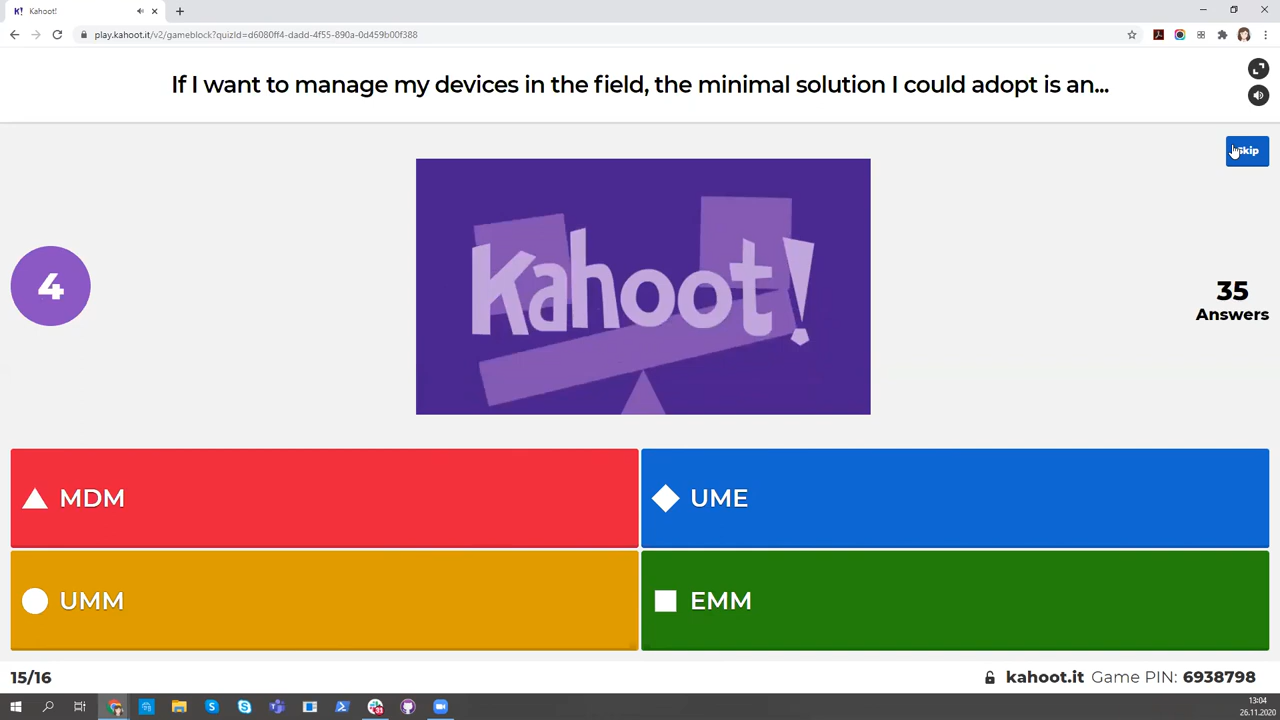 Kahoot!
play.kahoot.it/v2/gameblock?quizId=d6080ff4-dadd-4f55-890a-0d459b00f388
If I want to manage my devices in the field, the minimal solution I could adopt is an...
kip
Kahoot!
4
35
Answers
MDM
UME
UMM
EMM
15/16
kahoot.it Game PIN: 6938798
13:04
26.11.2020